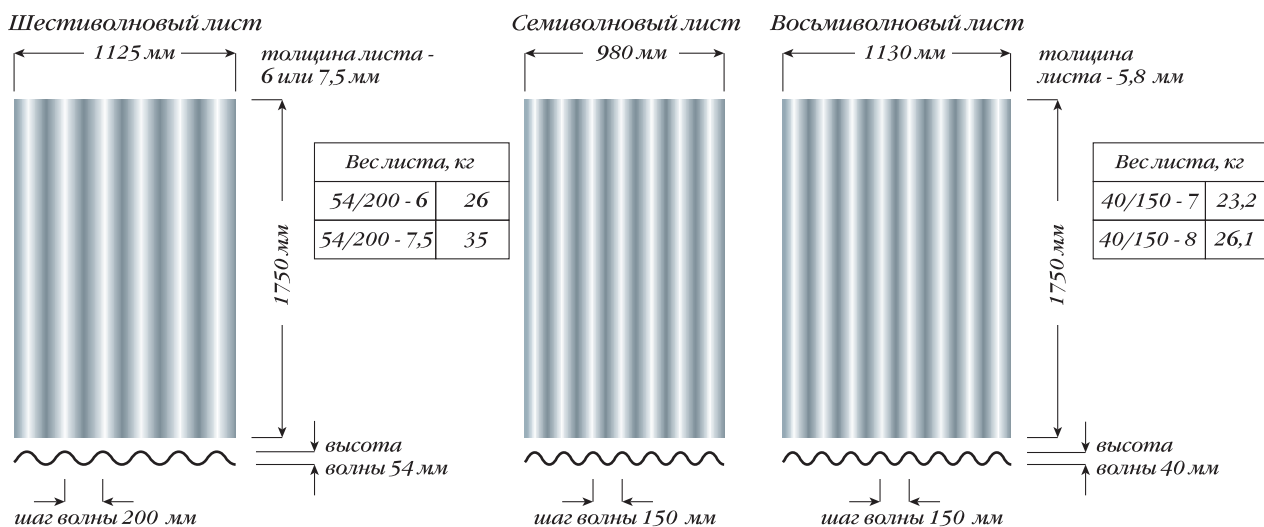 Шестиволновый лист
1125 мм
толщина листа -
6 или 7,5 мм
1750 мм
Вес листа, кг
54/200 - 6 26
54/200 - 7,5 35
высота
волны 54 мм
шаг волны 200 мм
Семиволновый лист
980 мм
шаг волны 150 мм
Восьмиволновый лист
1130 мм
толщина
листа - 5,8 мм
1750 мм
Вес листа, кг
40/150 - 7 23,2
40/150 - 8 26,1
высота
волны 40 мм
шаг волны 150 мм